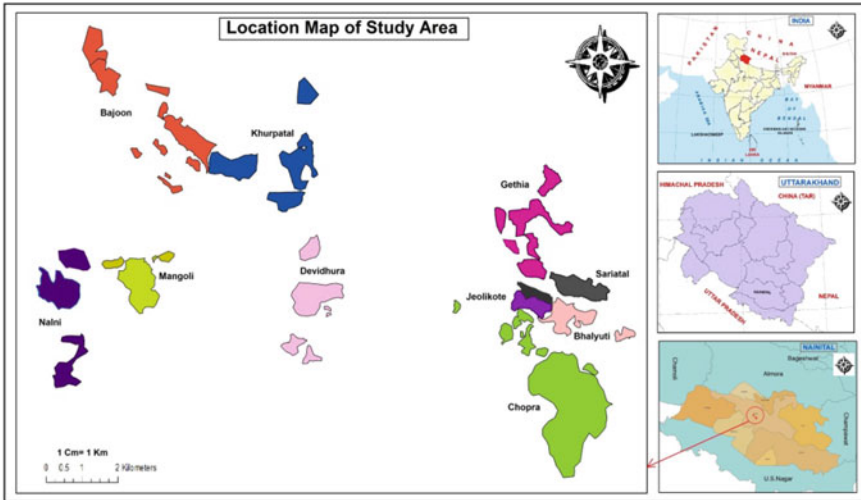 Location Map of Study Area
Bajoon
Khurpatal
Gethia
Mangoli
Devidhura
Sariatal
Nalni
Jeolikote
Bhalyuti
Chopra
1 Cm= 1 Km
0 0.5 1 2 Kilometers
INDIA
CHINA
PAKISTAN
NEPAL
MYANMAR
BAY
OF
BENGAL
ARABIAN SEA
LAKSHADWEEP
SRI
LANKA
INDIAN OCEAN
UTTARAKHAND
HIMACHAL PRADESH
CHINA (TAR)
NAINITAL
NEPAL
UTTAR PRADESH
NAINITAL
Bageshwar
Chamoli
Almora
Champawat
U.S.Nagar